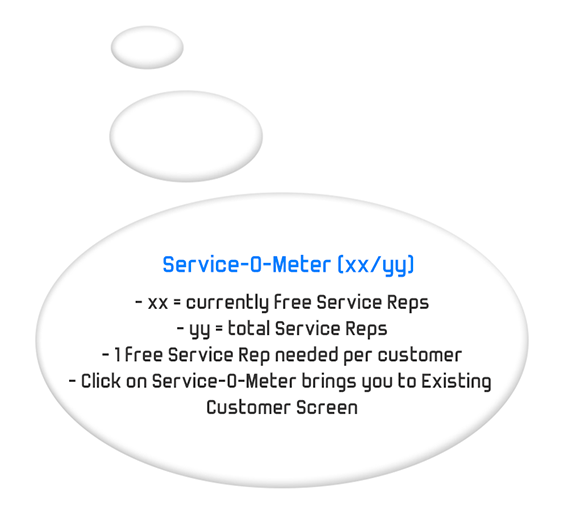 Service-O-Meter (xx/yy)
- xx = currently free Service Reps
- yy = total Service Reps
- 1 free Service Rep needed per customer
- Click on Service-O-Meter brings you to Existing
Customer Screen